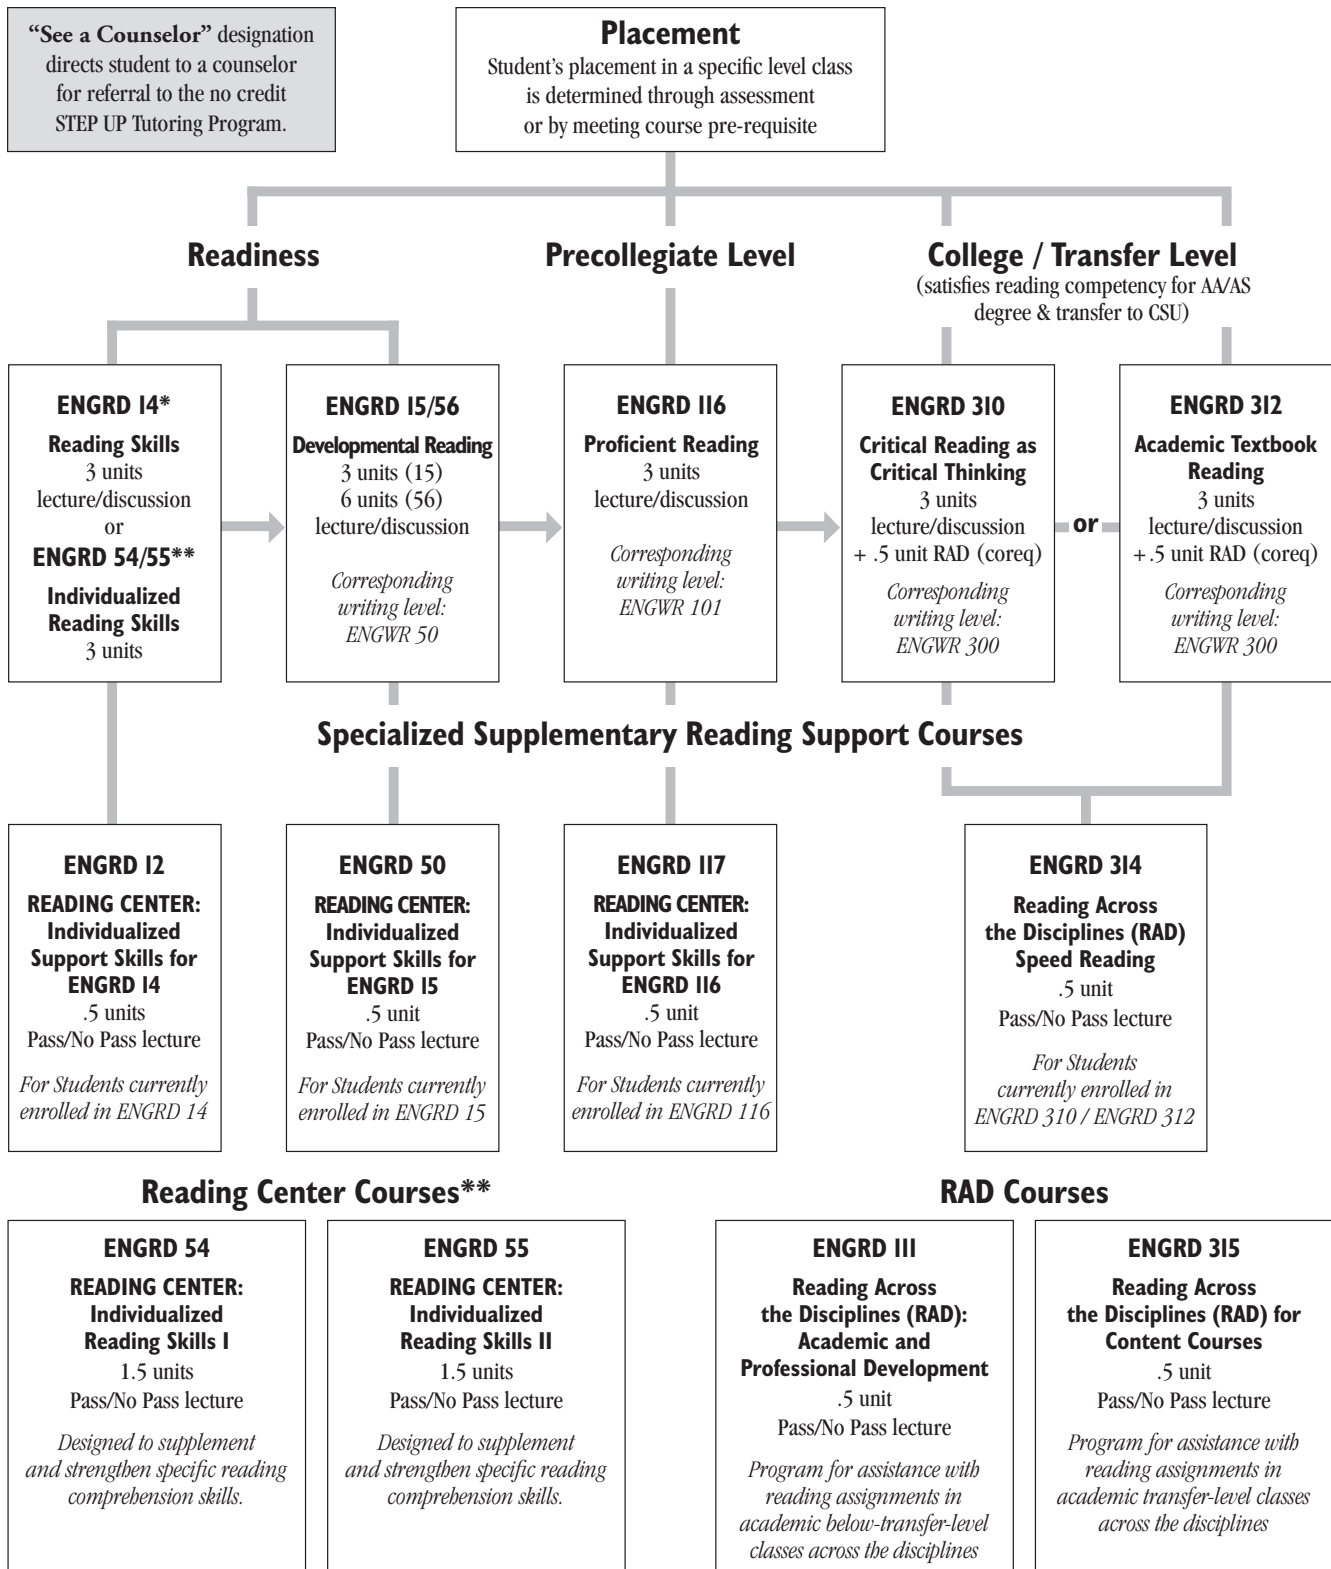 “See a Counselor” designation
directs student to a counselor
for referral to the no credit
STEP UP Tutoring Program.
Placement
Student’s placement in a specific level class
is determined through assessment
or by meeting course pre-requisite
Readiness
Precollegiate Level
College / Transfer Level
(satisfies reading competency for AA/AS
degree & transfer to CSU)
ENGRD 14*
Reading Skills
3 units
lecture/discussion
or
ENGRD 54/55**
Individualized
Reading Skills
3 units
ENGRD 15/56
Developmental Reading
3 units (15)
6 units (56)
lecture/discussion
Corresponding
writing level:
ENGWR 50
ENGRD 116
Proficient Reading
3 units
lecture/discussion
Corresponding
writing level:
ENGWR 101
ENGRD 310
Critical Reading as
Critical Thinking
3 units
lecture/discussion
+ .5 unit RAD (coreq)
Corresponding
writing level:
ENGWR 300
or
ENGRD 312
Academic Textbook
Reading
3 units
lecture/discussion
+ .5 unit RAD (coreq)
Corresponding
writing level:
ENGWR 300
Specialized Supplementary Reading Support Courses
ENGRD 12
READING CENTER:
Individualized
Support Skills for
ENGRD 14
.5 units
Pass/No Pass lecture
For Students currently
enrolled in ENGRD 14
ENGRD 50
READING CENTER:
Individualized
Support Skills for
ENGRD 15
.5 unit
Pass/No Pass lecture
For Students currently
enrolled in ENGRD 15
ENGRD 117
READING CENTER:
Individualized
Support Skills for
ENGRD 116
.5 unit
Pass/No Pass lecture
For Students currently
enrolled in ENGRD 116
ENGRD 314
Reading Across
the Disciplines (RAD)
Speed Reading
.5 unit
Pass/No Pass lecture
For Students
currently enrolled in
ENGRD 310 / ENGRD 312
Reading Center Courses**
RAD Courses
ENGRD 54
READING CENTER:
Individualized
Reading Skills I
1.5 units
Pass/No Pass lecture
Designed to supplement
and strengthen specific reading
comprehension skills.
ENGRD 55
READING CENTER:
Individualized
Reading Skills II
1.5 units
Pass/No Pass lecture
Designed to supplement
and strengthen specific reading
comprehension skills.
ENGRD 111
Reading Across
the Disciplines (RAD):
Academic and
Professional Development
.5 unit
Pass/No Pass lecture
Program for assistance with
reading assignments in
academic below-transfer-level
classes across the disciplines
ENGRD 315
Reading Across
the Disciplines (RAD) for
Content Courses
.5 unit
Pass/No Pass lecture
Program for assistance with
reading assignments in
academic transfer-level classes
across the disciplines